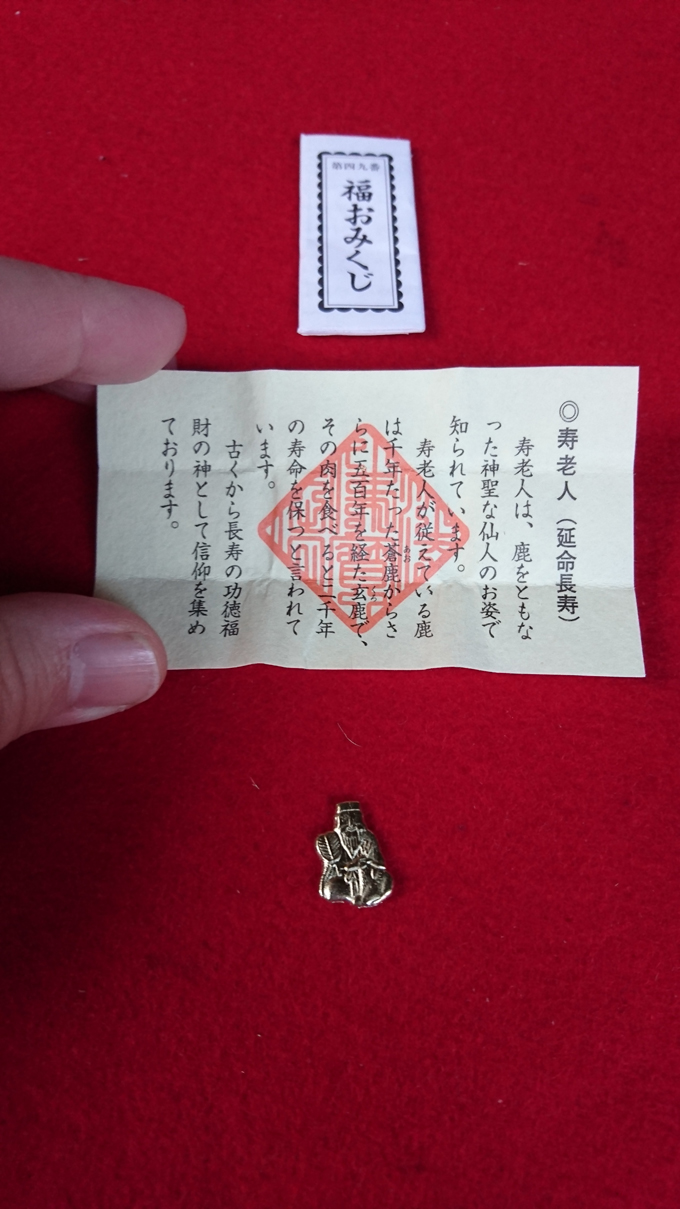 第四九番
福おみくじ
◎寿老人（延命長寿）
寿老人は、鹿をともな
った神聖な仙人のお姿で
知られています。
寿老人が従えている鹿
は千年たった蒼鹿からさ
らに五百年を経た玄鹿で、
その肉を食べると二千年
の寿命を保つと言われて
います。
古くから長寿の功徳福
財の神として信仰を集め
ております。